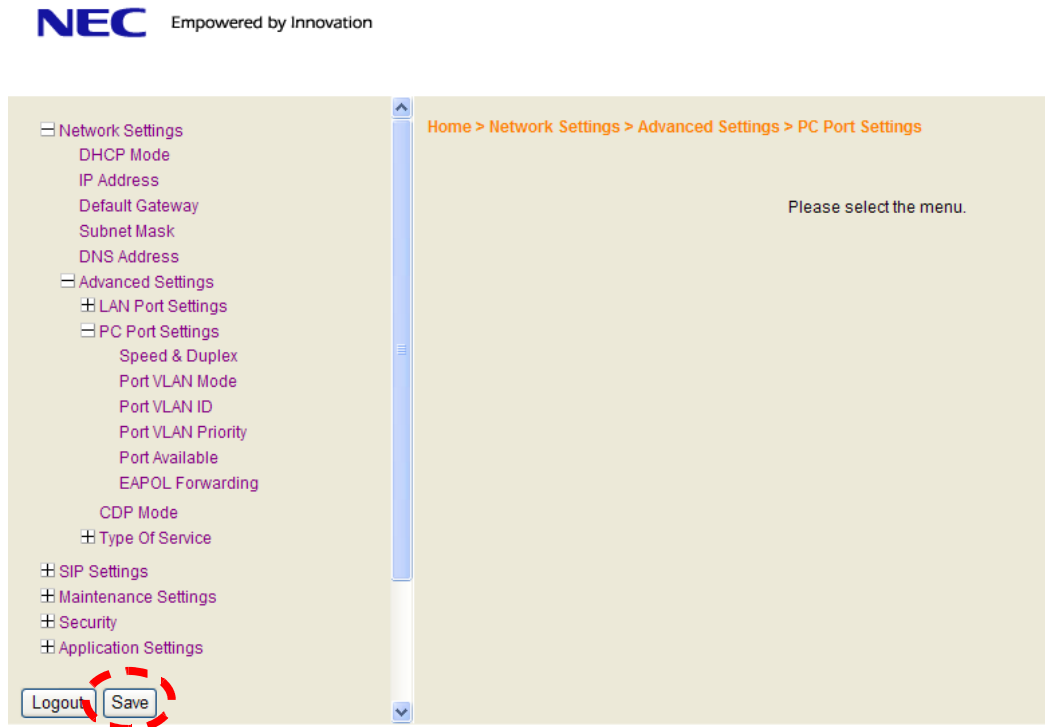 NEC Empowered by Innovation
Network Settings
DHCP Mode
IP Address
Default Gateway
Subnet Mask
DNS Address
Advanced Settings
LAN Port Settings
PC Port Settings
Speed & Duplex
Port VLAN Mode
Port VLAN ID
Port VLAN Priority
Port Available
EAPOL Forwarding
CDP Mode
Type Of Service
SIP Settings
Maintenance Settings
Security
Application Settings
Logout Save
Home > Network Settings > Advanced Settings > PC Port Settings
Please select the menu.